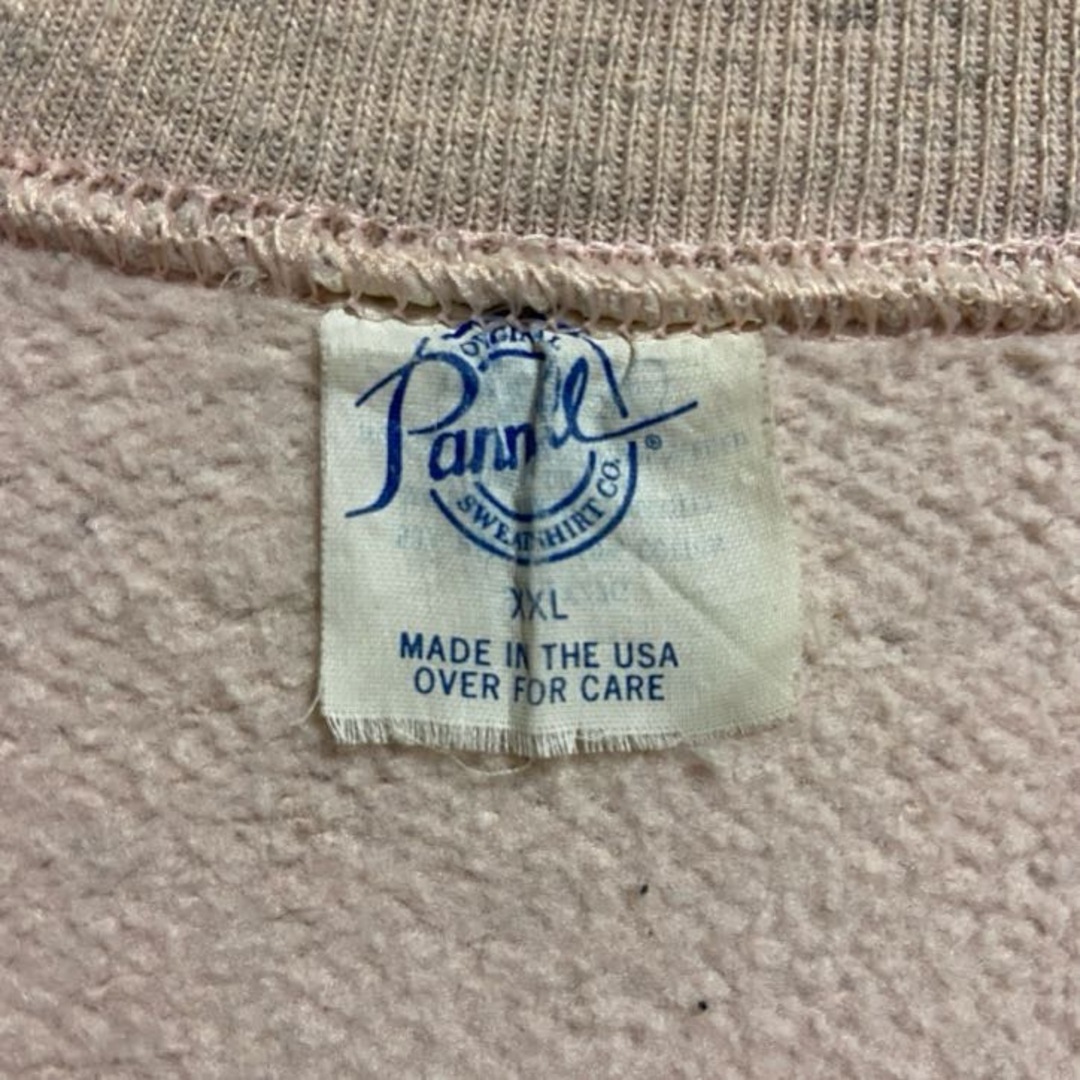 ORIGINAL
Pannill ®
SWEATSHIRT CO.
XXL
MADE IN THE USA
OVER FOR CARE